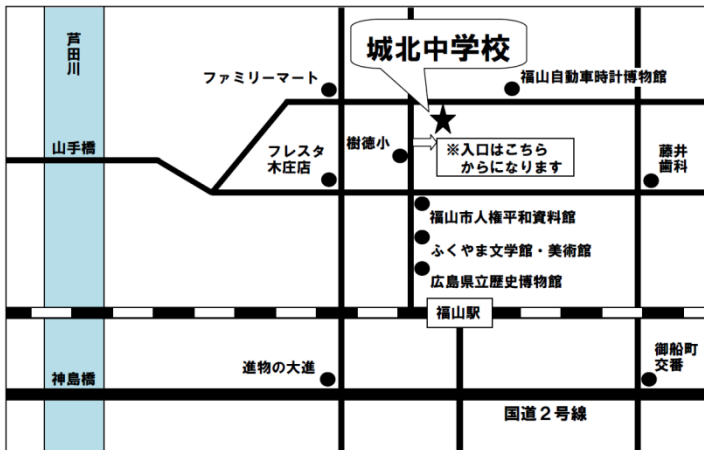 芦田川
城北中学校
ファミリーマート
福山自動車時計博物館
山手橋
フレスタ
木庄店
樹徳小
※入口はこちら
からになります
藤井
歯科
福山市人権平和資料館
ふくやま文学館・美術館
広島県立歴史博物館
福山駅
神島橋
進物の大進
御船町
交番
国道２号線